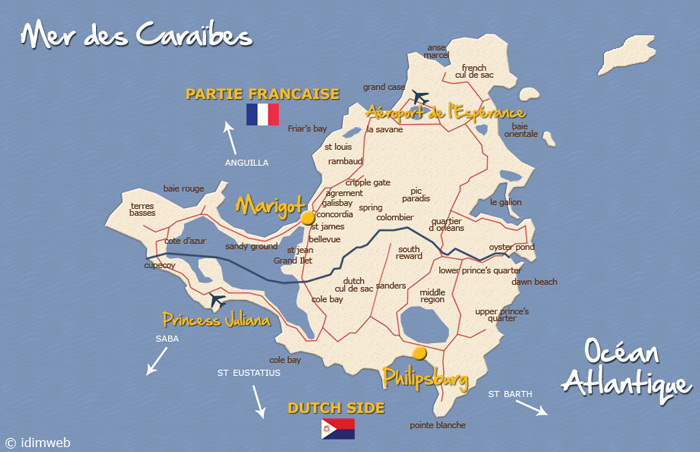 Mer des Caraïbes
anse
marcel
french
cul de sac
grand case
PARTIE FRANCAISE
Aéroport de l'Espérance
Friar's bay
la savane
baie
orientale
st louis
ANGUILLA
rambaud
cripple gate
baie rouge
agrement
pic
paradis
galisbay
Marigot
spring
le galion
terres
basses
concordia
colombier
st james
quartier
d orleans
cote d'azur
sandy ground
bellevue
st jean
Grand Ilet
south
reward
oyster pond
cupecoy
lower prince's quarter
dutch
cul de sac
sanders
dawn beach
cole bay
middle
region
Princess Juliana
upper prince's
quarter
SABA
cole bay
Océan
Atlantique
ST EUSTATIUS
Philipsburg
ST BARTH
DUTCH SIDE
pointe blanche
© idimweb